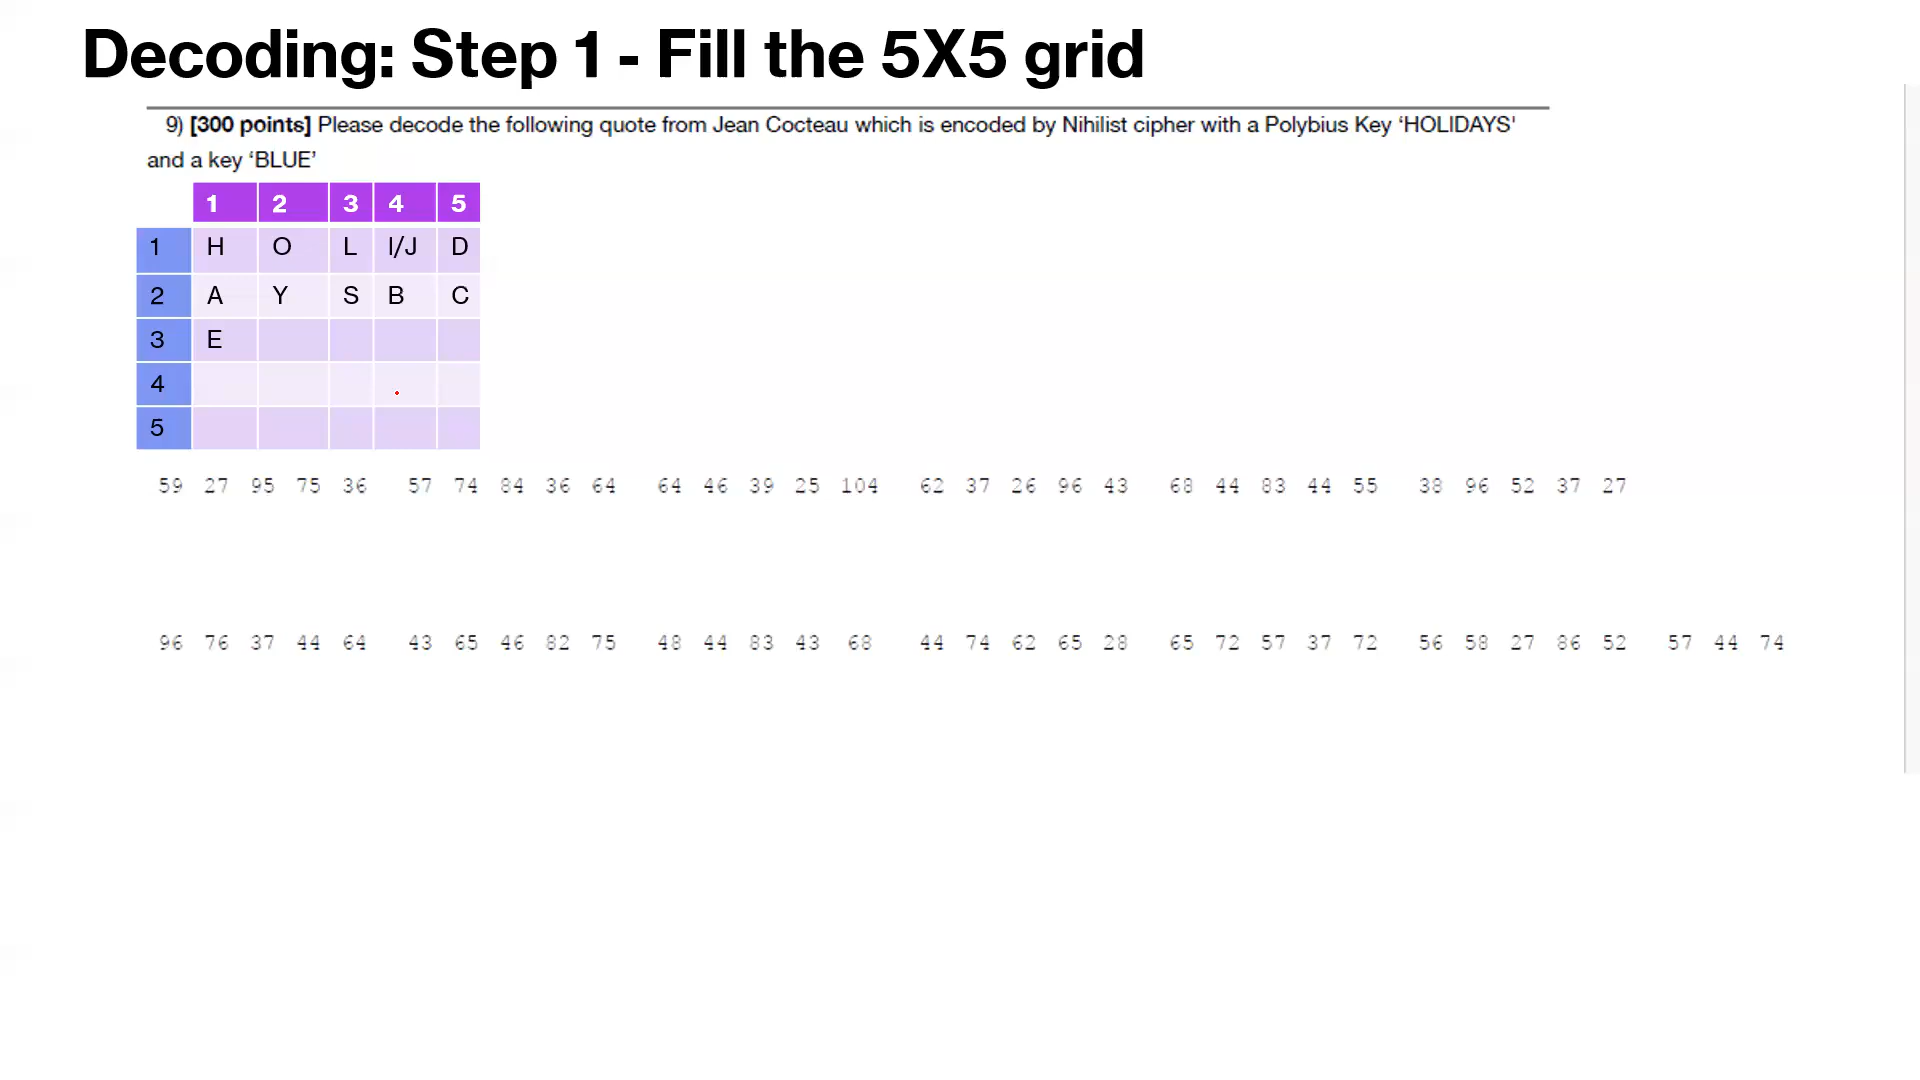 Decoding: Step 1 - Fill the 5X5 grid
9) [300 points] Please decode the following quote from Jean Cocteau which is encoded by Nihilist cipher with a Polybius Key ‘HOLIDAYS'
and a key ‘BLUE’
1 2 3 4 5
1 H O L I/J D
2 A Y S B C
3 E
4
5
59 27 95 75 36 57 74 84 36 64 64 46 39 25 104 62 37 26 96 43 68 44 83 44 55 38 96 52 37 27
96 76 37 44 64 43 65 46 82 75 48 44 83 43 68 44 74 62 65 28 65 72 57 37 72 56 58 27 86 52 57 44 74